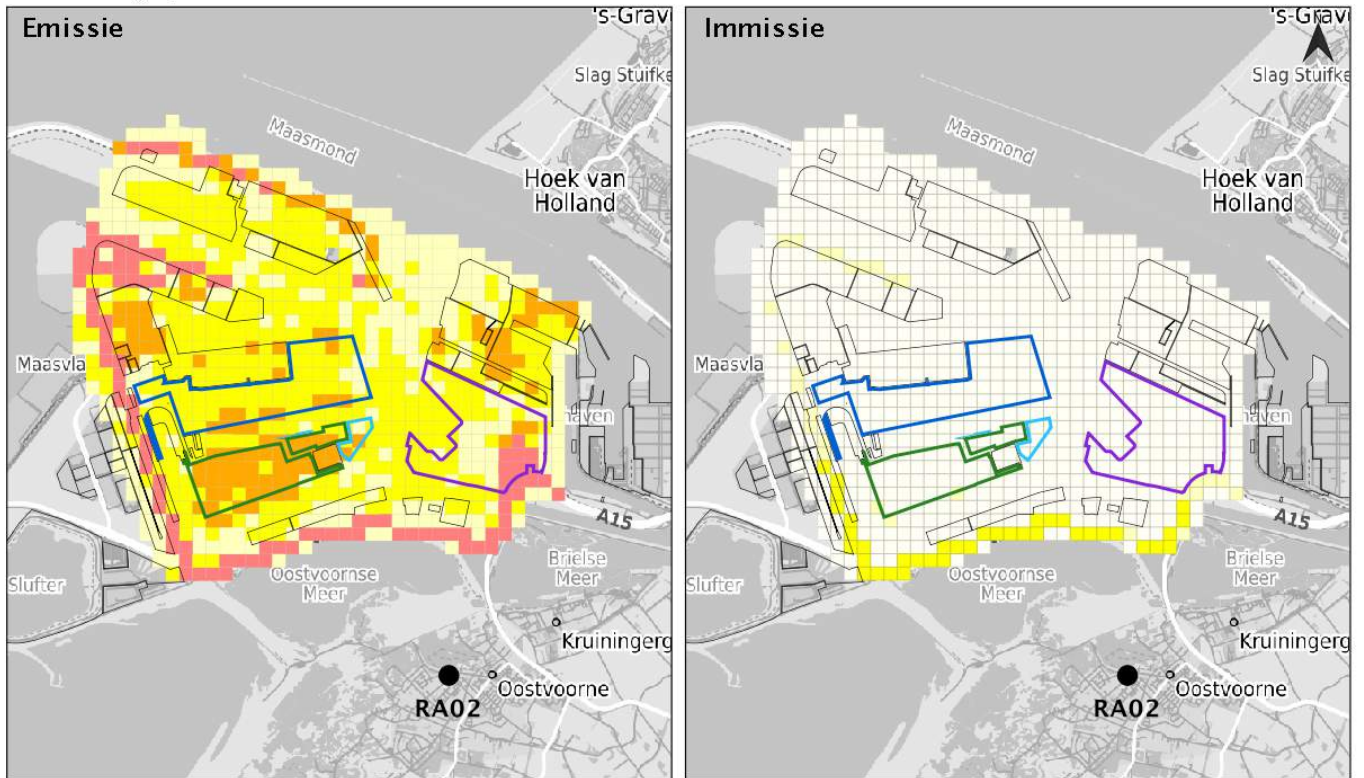 Emissie
's-Grav
Slag Stuifke
Maasmond
Hoek van
Holland
Maasvla
haven
A15
Slufter
Oostvoornse
Meer
Brielse
Meer
Kruiningerg
Oostvoorne
RA02
Immissie
's-Grav
Slag Stuifke
Maasmond
Hoek van
Holland
Maasvla
haven
A15
Slufter
Oostvoornse
Meer
Brielse
Meer
Kruiningerg
Oostvoorne
RA02